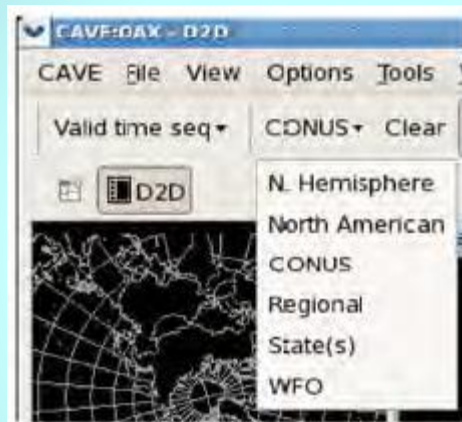 CAVE:OAX - D2D
CAVE File View Options Tools
Valid time seq CONUS Clear
D2D
N. Hemisphere
North American
CONUS
Regional
State(s)
WFO